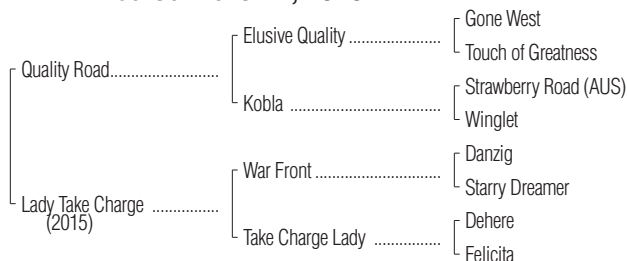 Gone West
Elusive Quality ........................
Touch of Greatness
Quality Road........................
Strawberry Road (AUS)
Kobla .................................
Winglet
Danzig
War Front ............................
Starry Dreamer
Lady Take Charge ...............
(2015)
Dehere
Take Charge Lady ...............
Felicita